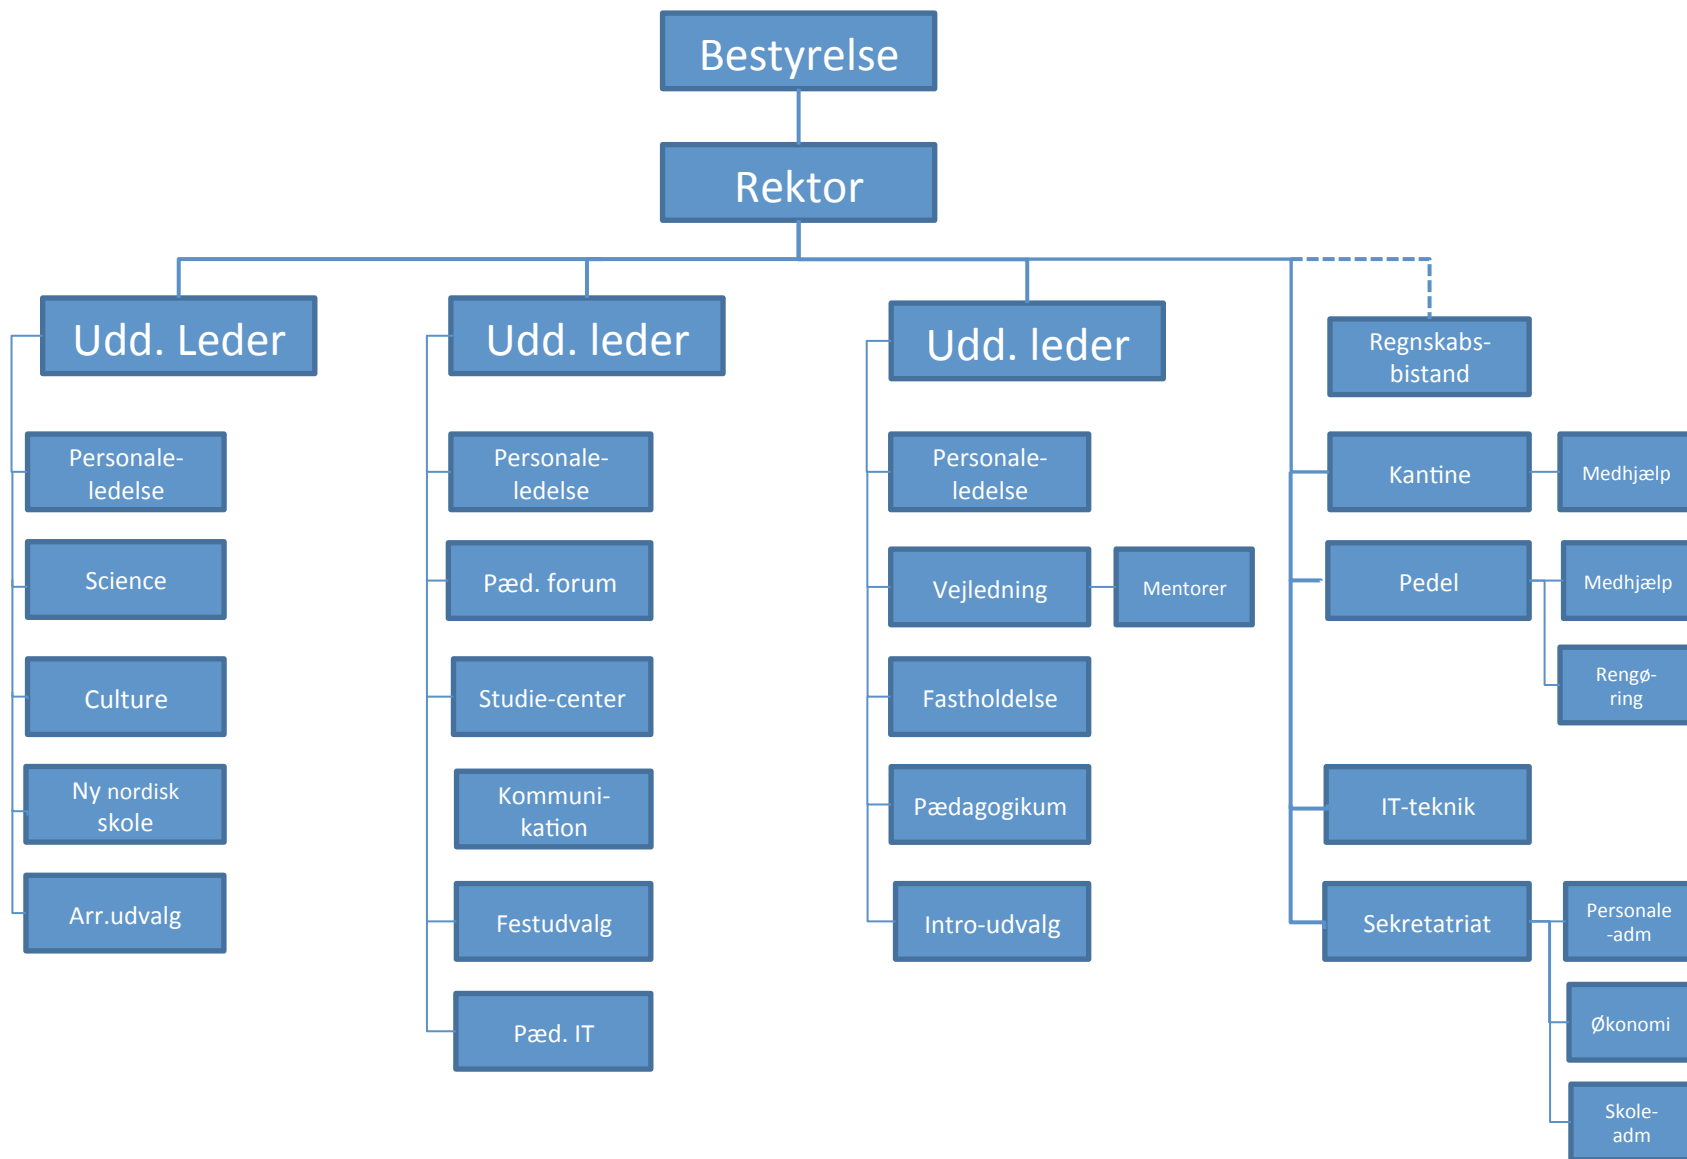 Bestyrelse
Rektor
Udd. Leder
Personale-
ledelse
Science
Culture
Ny nordisk
skole
Arr.udvalg
Udd. leder
Personale-
ledelse
Pæd. forum
Studie-center
Kommuni-
kation
Festudvalg
Pæd. IT
Udd. leder
Personale-
ledelse
Vejledning
Mentorer
Fastholdelse
Pædagogikum
Intro-udvalg
Regnskabs-
bistand
Kantine
Medhjælp
Pedel
Medhjælp
Rengø-
ring
IT-teknik
Sekretatriat
Personale
-adm
Økonomi
Skole-
adm